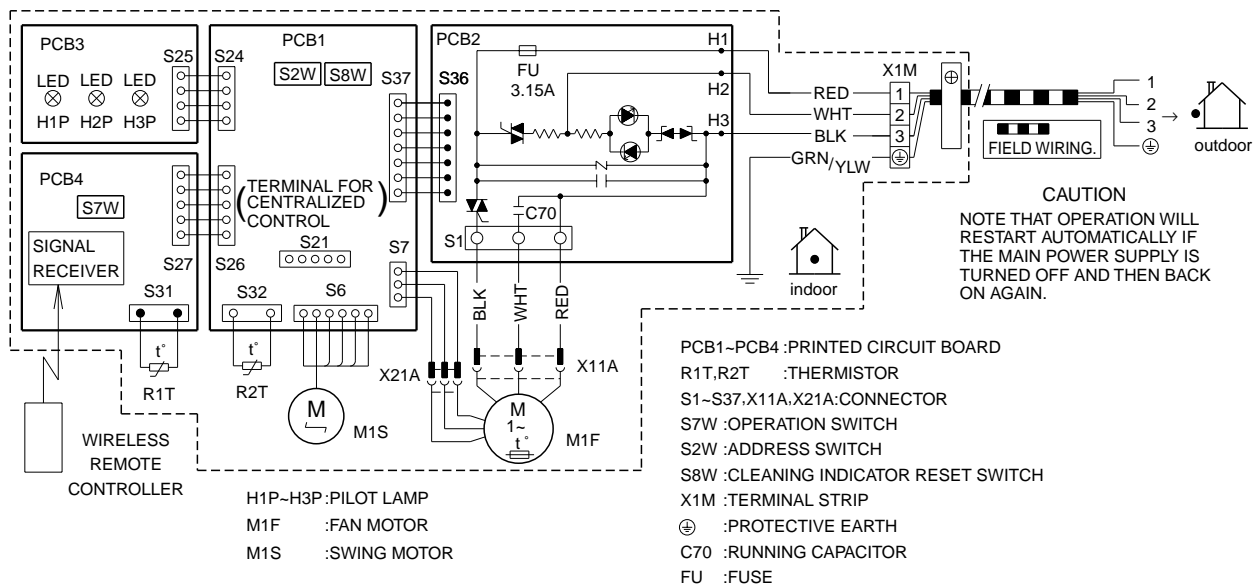 PCB3
LED LED LED
H1P H2P H3P
S25
S24
PCB1
S2W
S8W
S37
PCB2
S36
FU
3.15A
H1
H2
H3
RED
WHT
BLK
GRN/YLW
X1M
1
2
3
FIELD WIRING.
1
2
3
→
outdoor
PCB4
S7W
SIGNAL
RECEIVER
S27
S26
(TERMINAL FOR
CENTRALIZED
CONTROL)
S21
S7
S31
S32
S6
S1
C70
BLK
WHT
RED
indoor
CAUTION
NOTE THAT OPERATION WILL
RESTART AUTOMATICALLY IF
THE MAIN POWER SUPPLY IS
TURNED OFF AND THEN BACK
ON AGAIN.
t°
R1T
t°
R2T
X21A
X11A
M
M1S
M
1~
t°
M1F
WIRELESS
REMOTE
CONTROLLER
H1P~H3P:PILOT LAMP
M1F :FAN MOTOR
M1S :SWING MOTOR
PCB1~PCB4:PRINTED CIRCUIT BOARD
R1T,R2T :THERMISTOR
S1~S37,X11A,X21A:CONNECTOR
S7W :OPERATION SWITCH
S2W :ADDRESS SWITCH
S8W :CLEANING INDICATOR RESET SWITCH
X1M :TERMINAL STRIP
:PROTECTIVE EARTH
C70 :RUNNING CAPACITOR
FU :FUSE